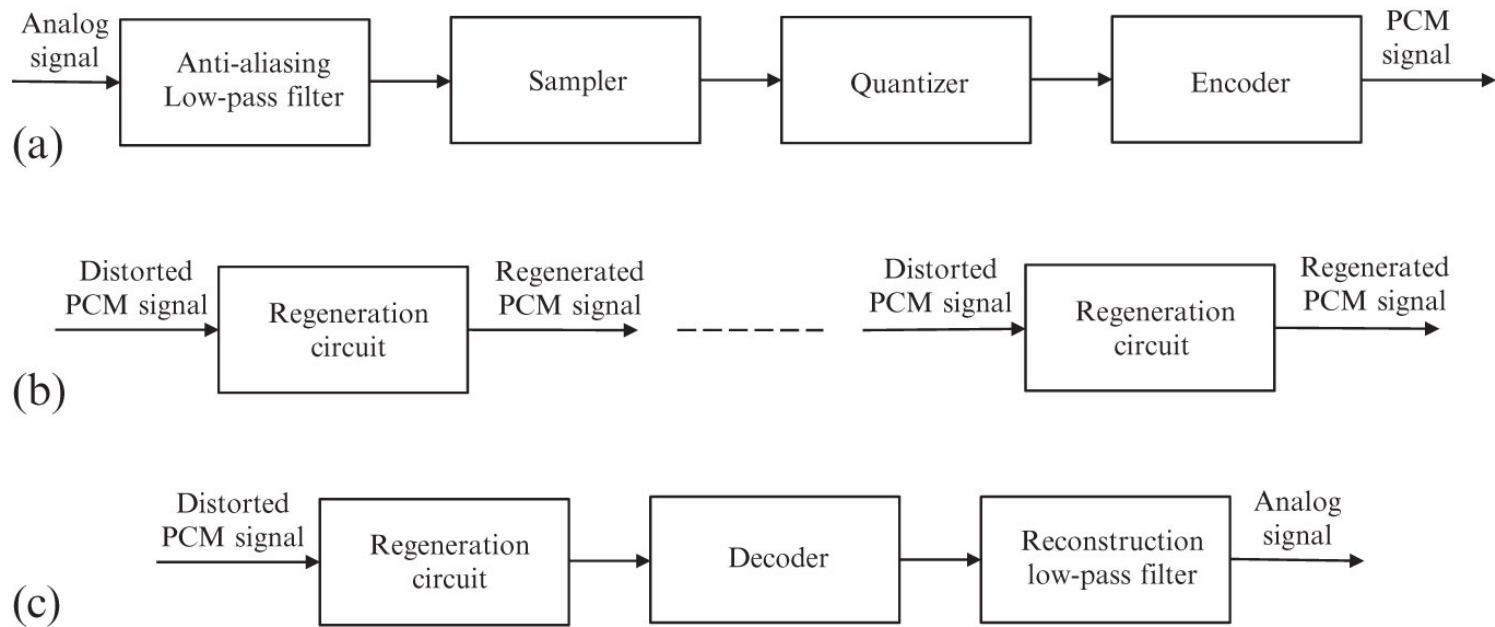 Analog
signal
Anti-aliasing
Low-pass filter
Sampler
Quantizer
Encoder
PCM
signal
(a)
Distorted
PCM signal
Regeneration
circuit
Regenerated
PCM signal
Distorted
PCM signal
Regeneration
circuit
Regenerated
PCM signal
(b)
Distorted
PCM signal
Regeneration
circuit
Decoder
Reconstruction
low-pass filter
Analog
signal
(c)